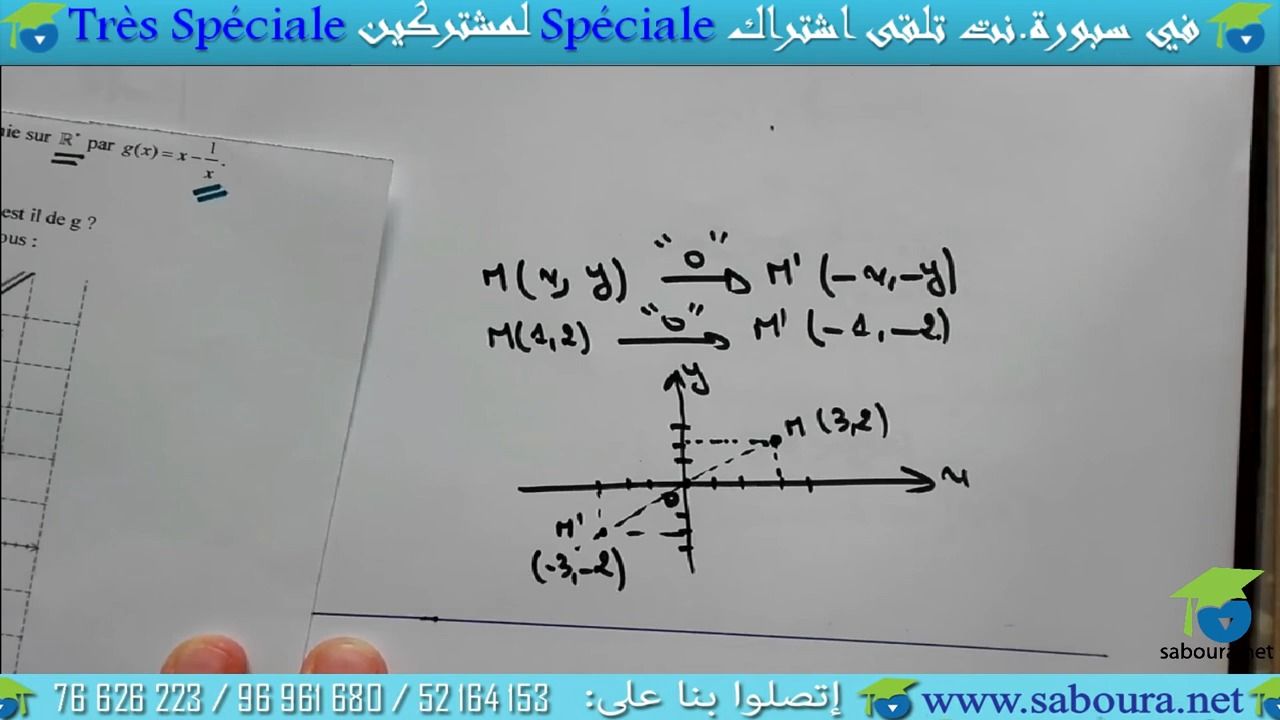 في سبورة.نت تلقى اشتراك Spéciale لمشتركين Très Spéciale
nie sur ℝ* par g(x) = x − 1/x.
est il de g ?
ous :
M(x, y) "O" → M' (−x, −y)
M(1,2) "O" → M' (−1, −2)
y
M (3,2)
x
O
M'
(-3,-2)
saboura.net
76 626 223 / 96 961 680 / 52 164 153 إتصلوا بنا على: www.saboura.net